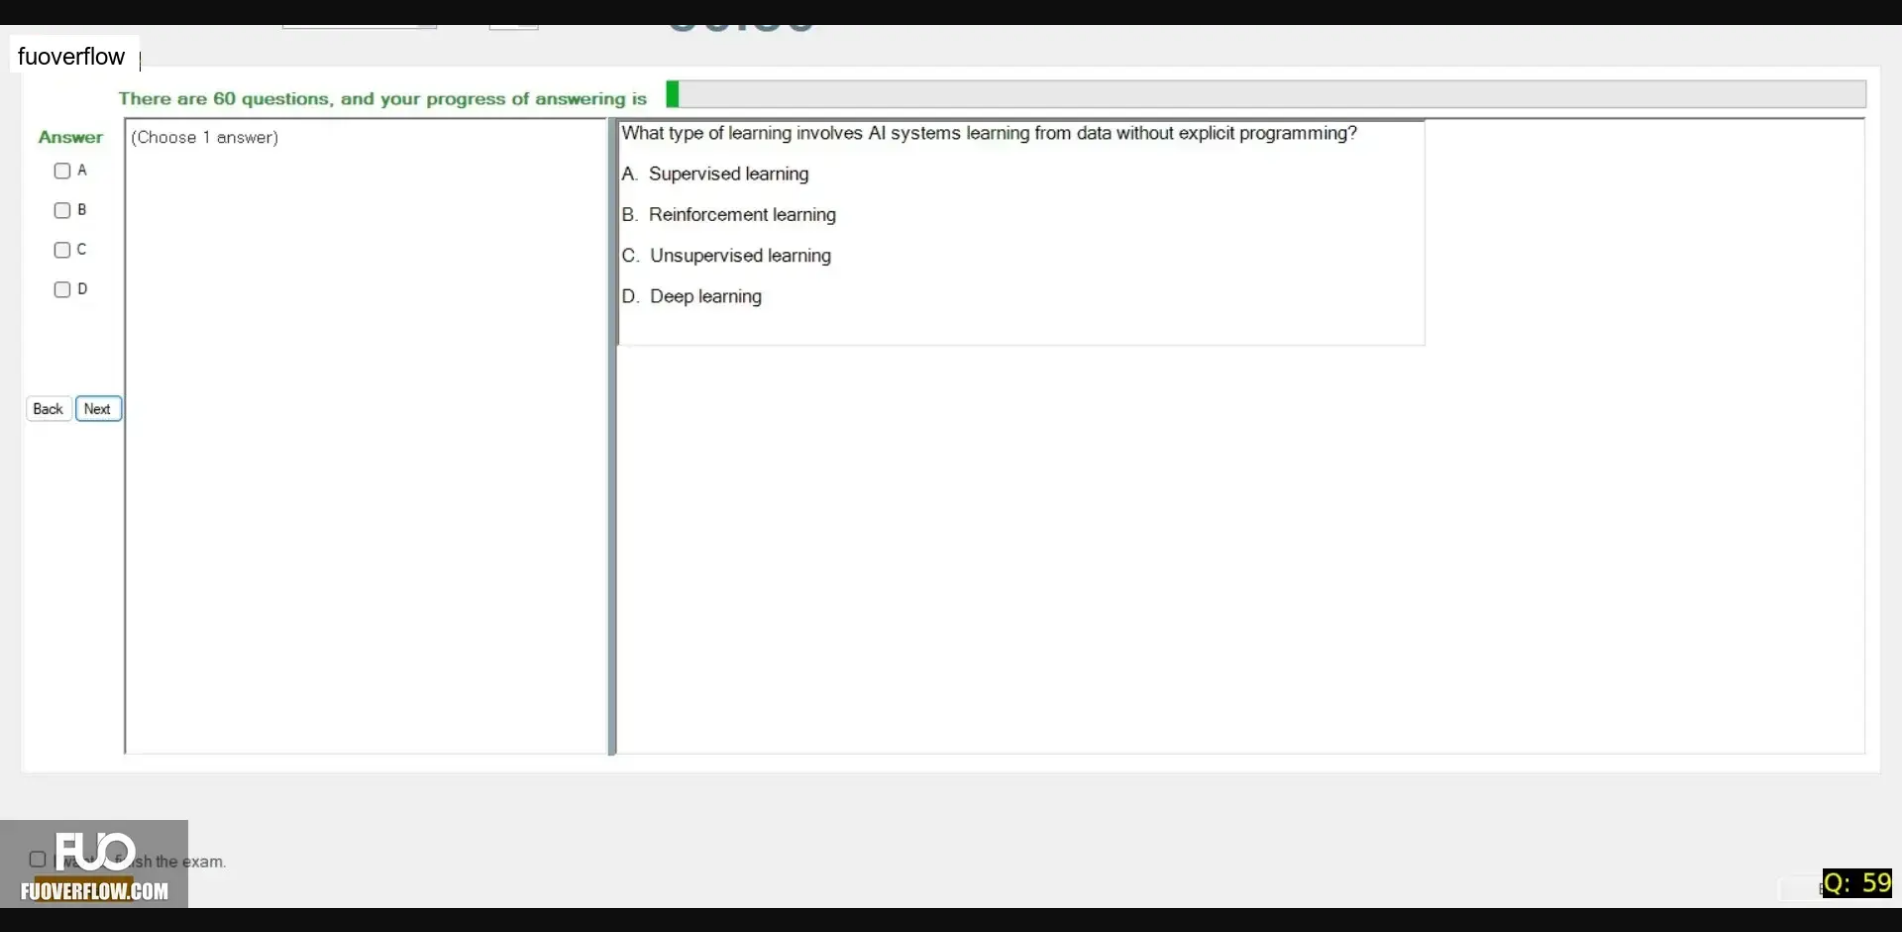 fuoverflow
There are 60 questions, and your progress of answering is
Answer
(Choose 1 answer)
A
B
C
D
Back Next
What type of learning involves AI systems learning from data without explicit programming?
A. Supervised learning
B. Reinforcement learning
C. Unsupervised learning
D. Deep learning
FUO
the exam.
FUOVERFLOW.COM
Q: 59